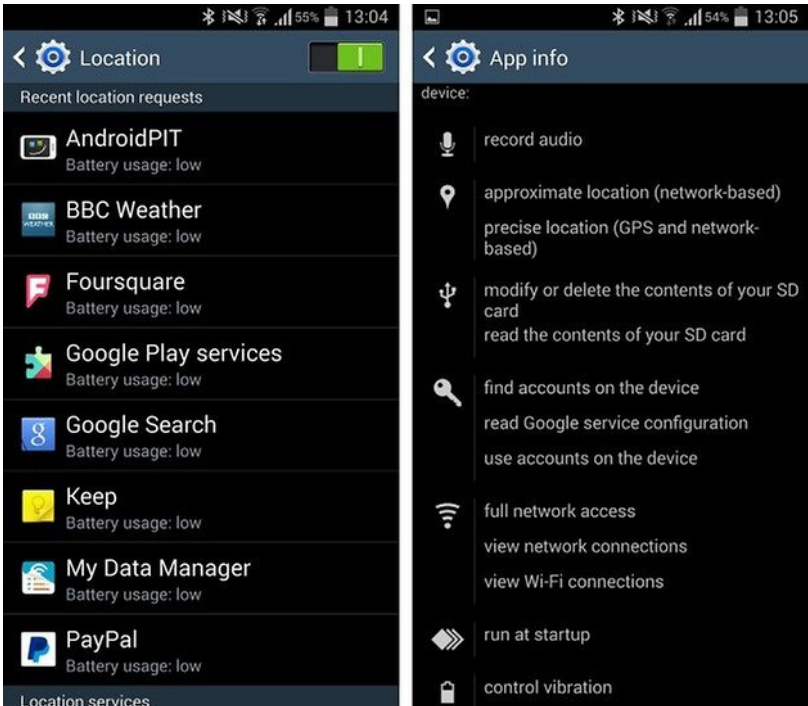 55% 13:04
Location
Recent location requests
AndroidPIT
Battery usage: low
BBC
WEATHER
BBC Weather
Battery usage: low
Foursquare
Battery usage: low
Google Play services
Battery usage: low
g
Google Search
Battery usage: low
Keep
Battery usage: low
My Data Manager
Battery usage: low
PayPal
Battery usage: low
Location services
54% 13:05
App info
device:
record audio
approximate location (network-based)
precise location (GPS and network-
based)
modify or delete the contents of your SD
card
read the contents of your SD card
find accounts on the device
read Google service configuration
use accounts on the device
full network access
view network connections
view Wi-Fi connections
run at startup
control vibration